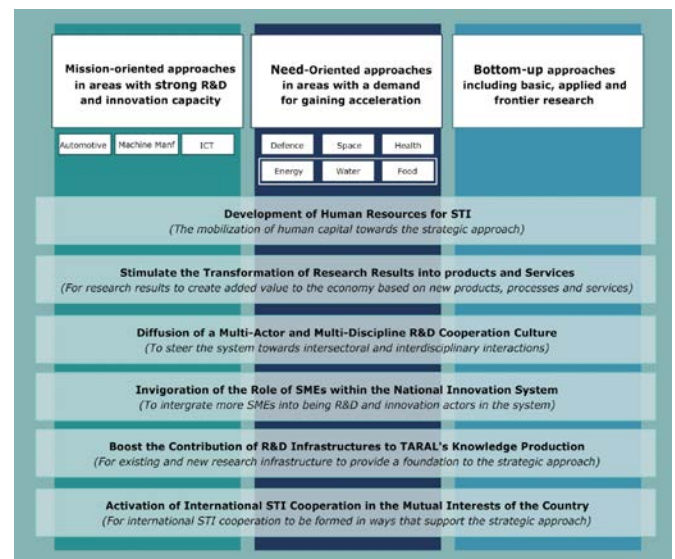 Mission-oriented approaches
in areas with strong R&D
and innovation capacity
Need-Oriented approaches
in areas with a demand
for gaining acceleration
Bottom-up approaches
including basic, applied and
frontier research
Automotive
Machine Manf
ICT
Defence
Space
Health
Energy
Water
Food
Development of Human Resources for STI
(The mobilization of human capital towards the strategic approach)
Stimulate the Transformation of Research Results into products and Services
(For research results to create added value to the economy based on new products, processes and services)
Diffusion of a Multi-Actor and Multi-Discipline R&D Cooperation Culture
(To steer the system towards intersectoral and interdisciplinary interactions)
Invigoration of the Role of SMEs within the National Innovation System
(To intergrate more SMEs into being R&D and innovation actors in the system)
Boost the Contribution of R&D Infrastructures to TARAL's Knowledge Production
(For existing and new research infrastructure to provide a foundation to the strategic approach)
Activation of International STI Cooperation in the Mutual Interests of the Country
(For international STI cooperation to be formed in ways that support the strategic approach)